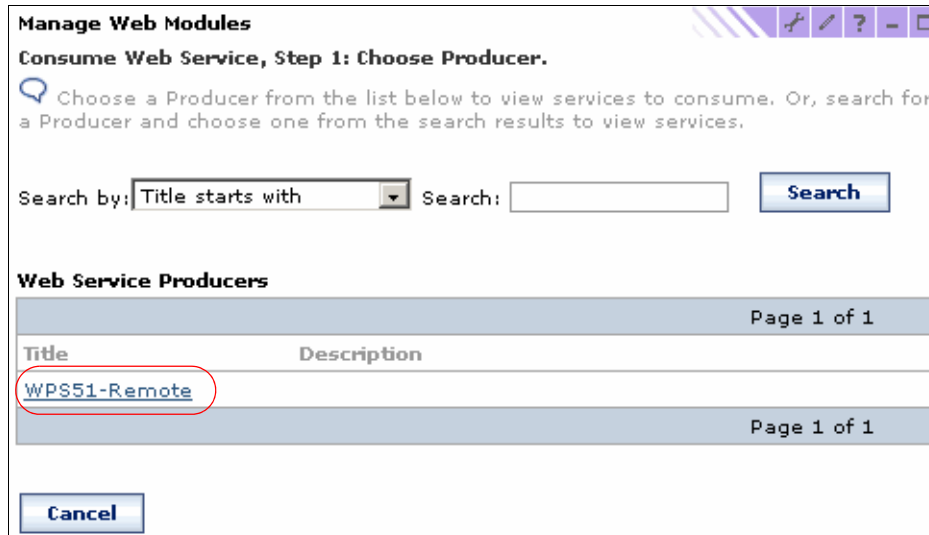 Manage Web Modules
?
Consume Web Service, Step 1: Choose Producer.
Choose a Producer from the list below to view services to consume. Or, search for
a Producer and choose one from the search results to view services.
Search by: Title starts with Search: Search
Web Service Producers
Page 1 of 1
Title Description
WPS51-Remote
Page 1 of 1
Cancel